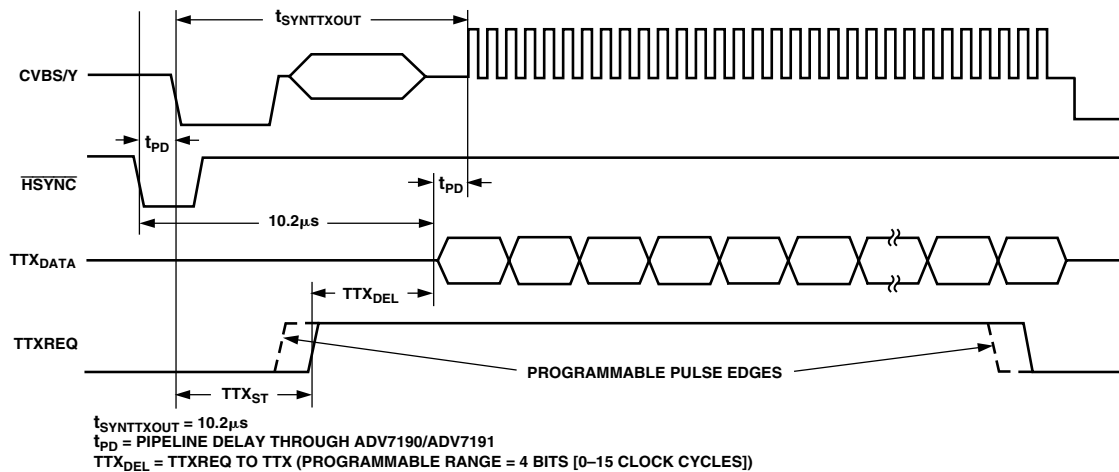 tSYNTTXOUT
CVBS/Y
tPD
HSYNC
tPD
10.2μs
TTXDATA
TTXDEL
TTXREQ
PROGRAMMABLE PULSE EDGES
TTXST
tSYNTTXOUT = 10.2μs
tPD = PIPELINE DELAY THROUGH ADV7190/ADV7191
TTXDEL = TTXREQ TO TTX (PROGRAMMABLE RANGE = 4 BITS [0–15 CLOCK CYCLES])